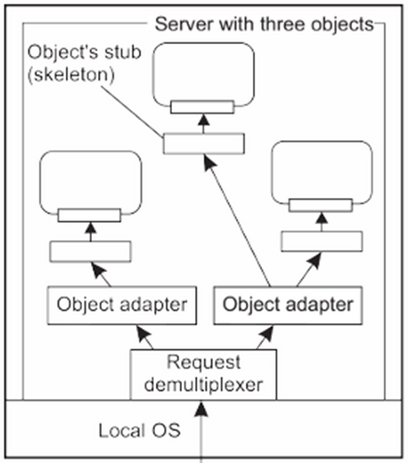 Server with three objects
Object's stub
(skeleton)
Object adapter
Object adapter
Request
demultiplexer
Local OS